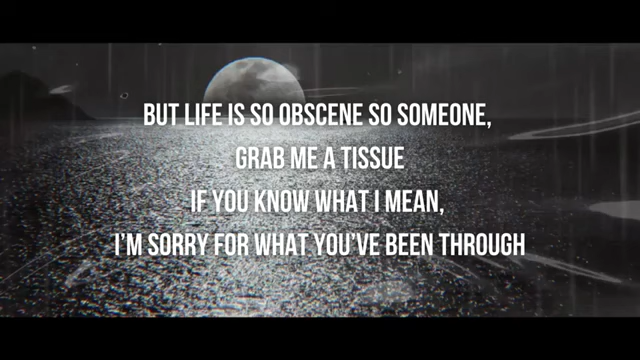 BUT LIFE IS SO OBSCENE SO SOMEONE,
GRAB ME A TISSUE
IF YOU KNOW WHAT I MEAN,
I'M SORRY FOR WHAT YOU'VE BEEN THROUGH